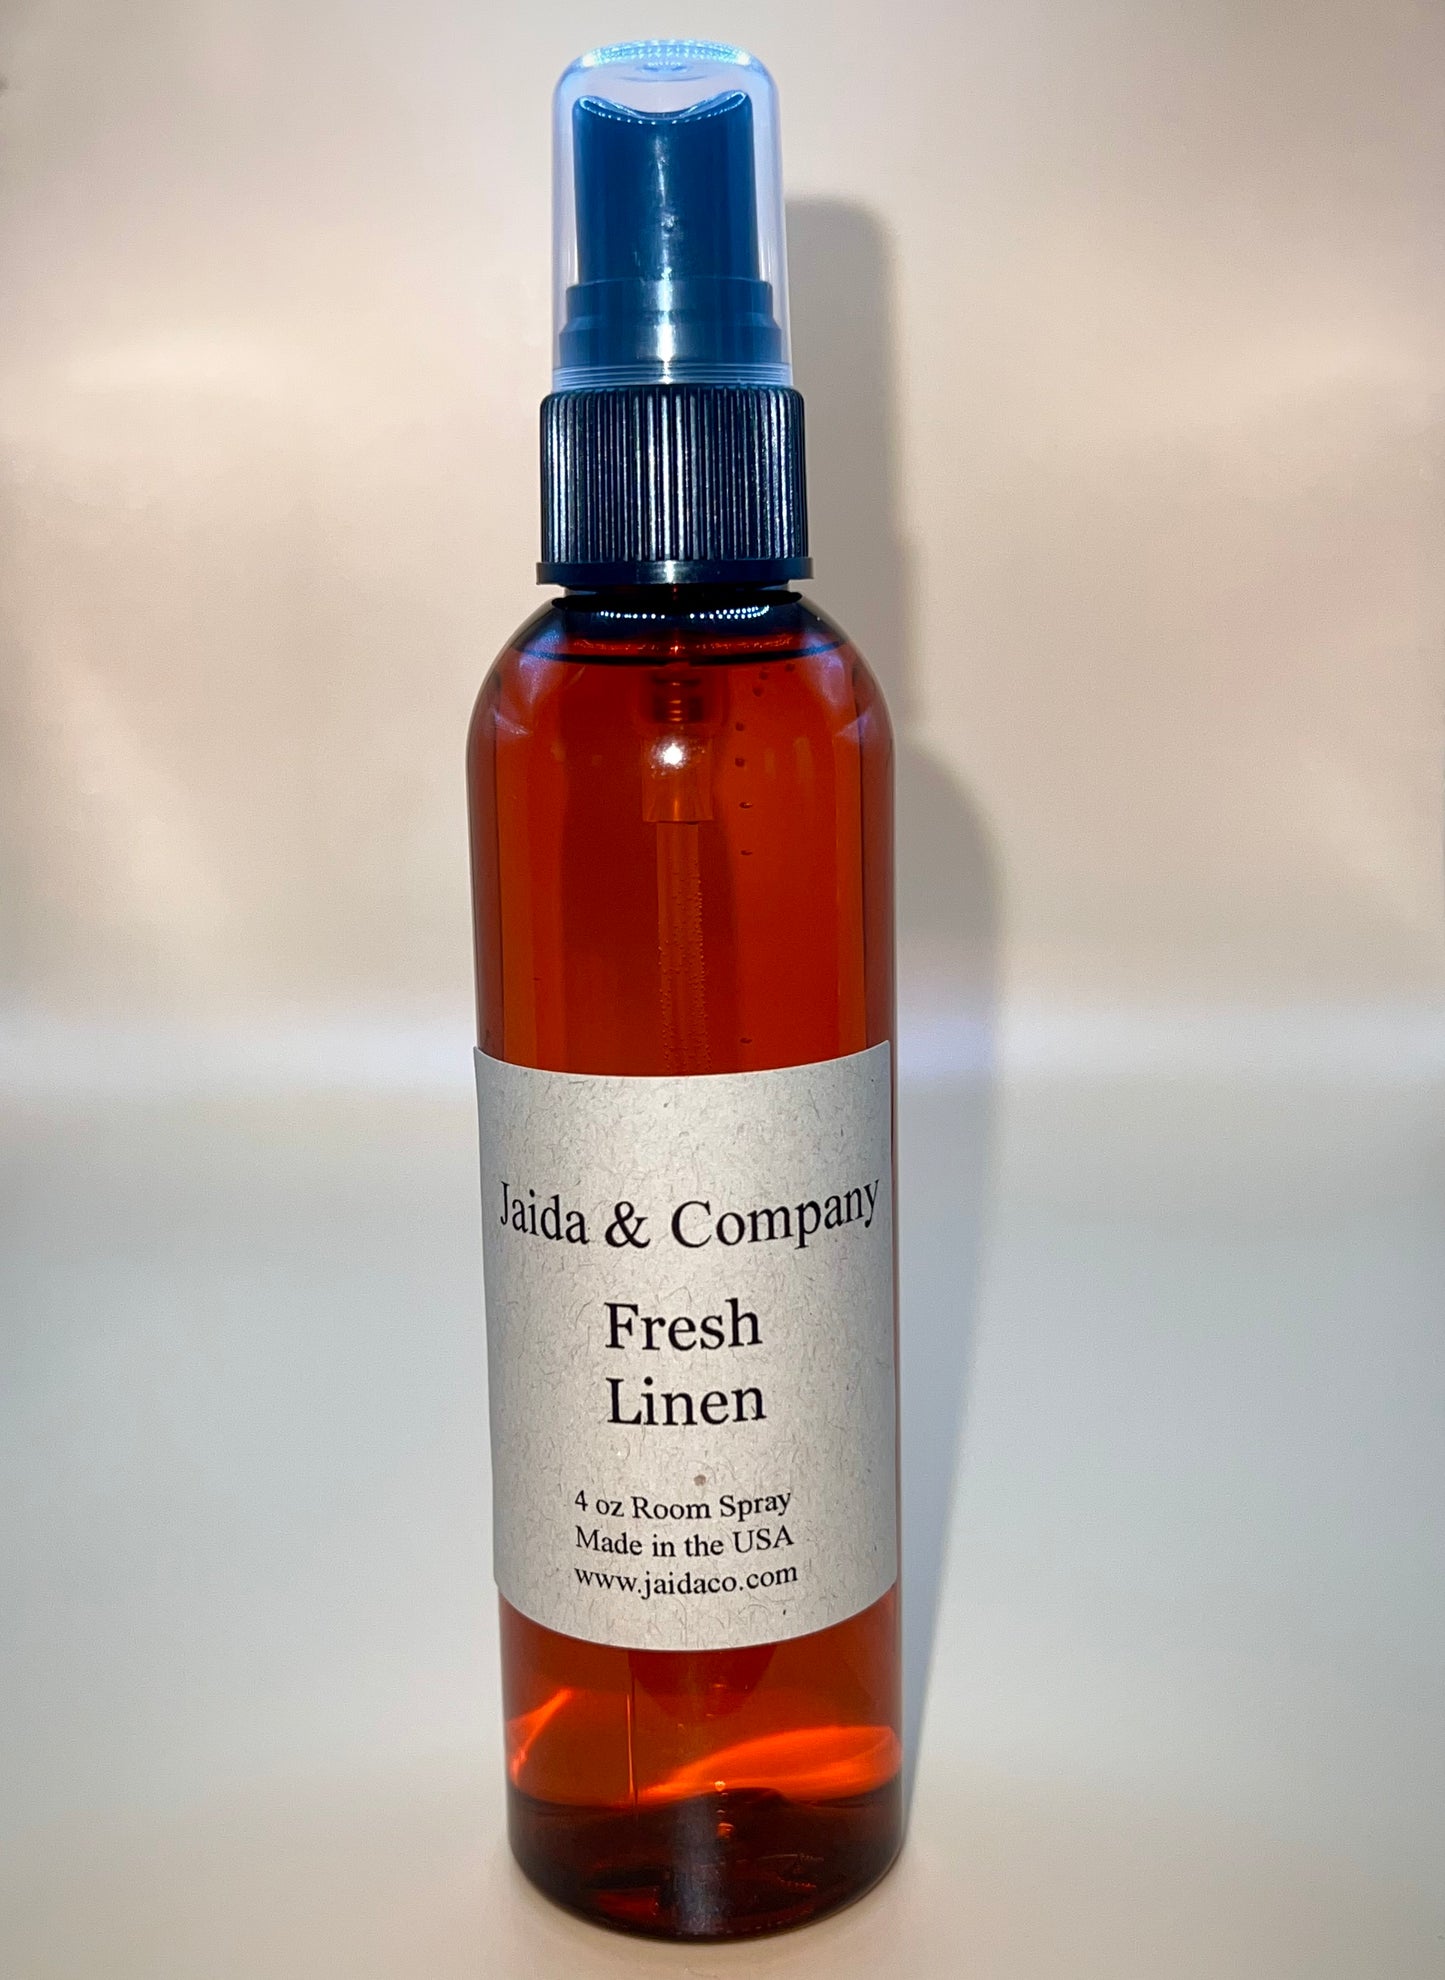 Jaida & Company
Fresh
Linen
4 oz Room Spray
Made in the USA
www.jaidaco.com